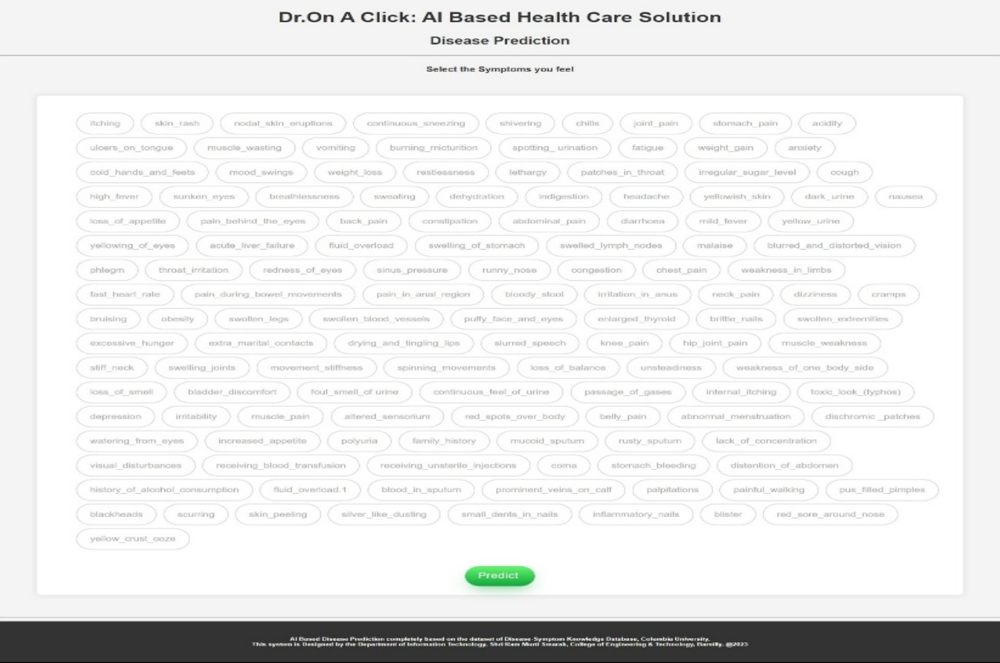 Dr.On A Click: AI Based Health Care Solution
Disease Prediction
Select the Symptoms you feel
itching skin_rash nodal_skin_eruptions continuous_sneezing shivering chills joint_pain stomach_pain acidity
ulcers_on_tongue muscle_wasting vomiting burning_micturition spotting_ urination fatigue weight_gain anxiety
cold_hands_and_feets mood_swings weight_loss restlessness lethargy patches_in_throat irregular_sugar_level cough
high_fever sunken_eyes breathlessness sweating dehydration indigestion headache yellowish_skin dark_urine nausea
loss_of_appetite pain_behind_the_eyes back_pain constipation abdominal_pain diarrhoea mild_fever yellow_urine
yellowing_of_eyes acute_liver_failure fluid_overload swelling_of_stomach swelled_lymph_nodes malaise blurred_and_distorted_vision
phlegm throat_irritation redness_of_eyes sinus_pressure runny_nose congestion chest_pain weakness_in_limbs
fast_heart_rate pain_during_bowel_movements pain_in_anal_region bloody_stool irritation_in_anus neck_pain dizziness cramps
bruising obesity swollen_legs swollen_blood_vessels puffy_face_and_eyes enlarged_thyroid brittle_nails swollen_extremities
excessive_hunger extra_marital_contacts drying_and_tingling_lips slurred_speech knee_pain hip_joint_pain muscle_weakness
stiff_neck swelling_joints movement_stiffness spinning_movements loss_of_balance unsteadiness weakness_of_one_body_side
loss_of_smell bladder_discomfort foul_smell_of urine continuous_feel_of_urine passage_of_gases internal_itching toxic_look_(typhos)
depression irritability muscle_pain altered_sensorium red_spots_over_body belly_pain abnormal_menstruation dischromic _patches
watering_from_eyes increased_appetite polyuria family_history mucoid_sputum rusty_sputum lack_of_concentration
visual_disturbances receiving_blood_transfusion receiving_unsterile_injections coma stomach_bleeding distention_of_abdomen
history_of_alcohol_consumption fluid_overload.1 blood_in_sputum prominent_veins_on_calf palpitations painful_walking pus_filled_pimples
blackheads scurring skin_peeling silver_like_dusting small_dents_in_nails inflammatory_nails blister red_sore_around_nose
yellow_crust_ooze
Predict
AI Based Disease Prediction completely based on the dataset of Disease-Symptom Knowledge Database, Columbia University.
This system is Designed by the Department of Information Technology, Shri Ram Murti Smarak, College of Engineering & Technology, Bareilly. @2023